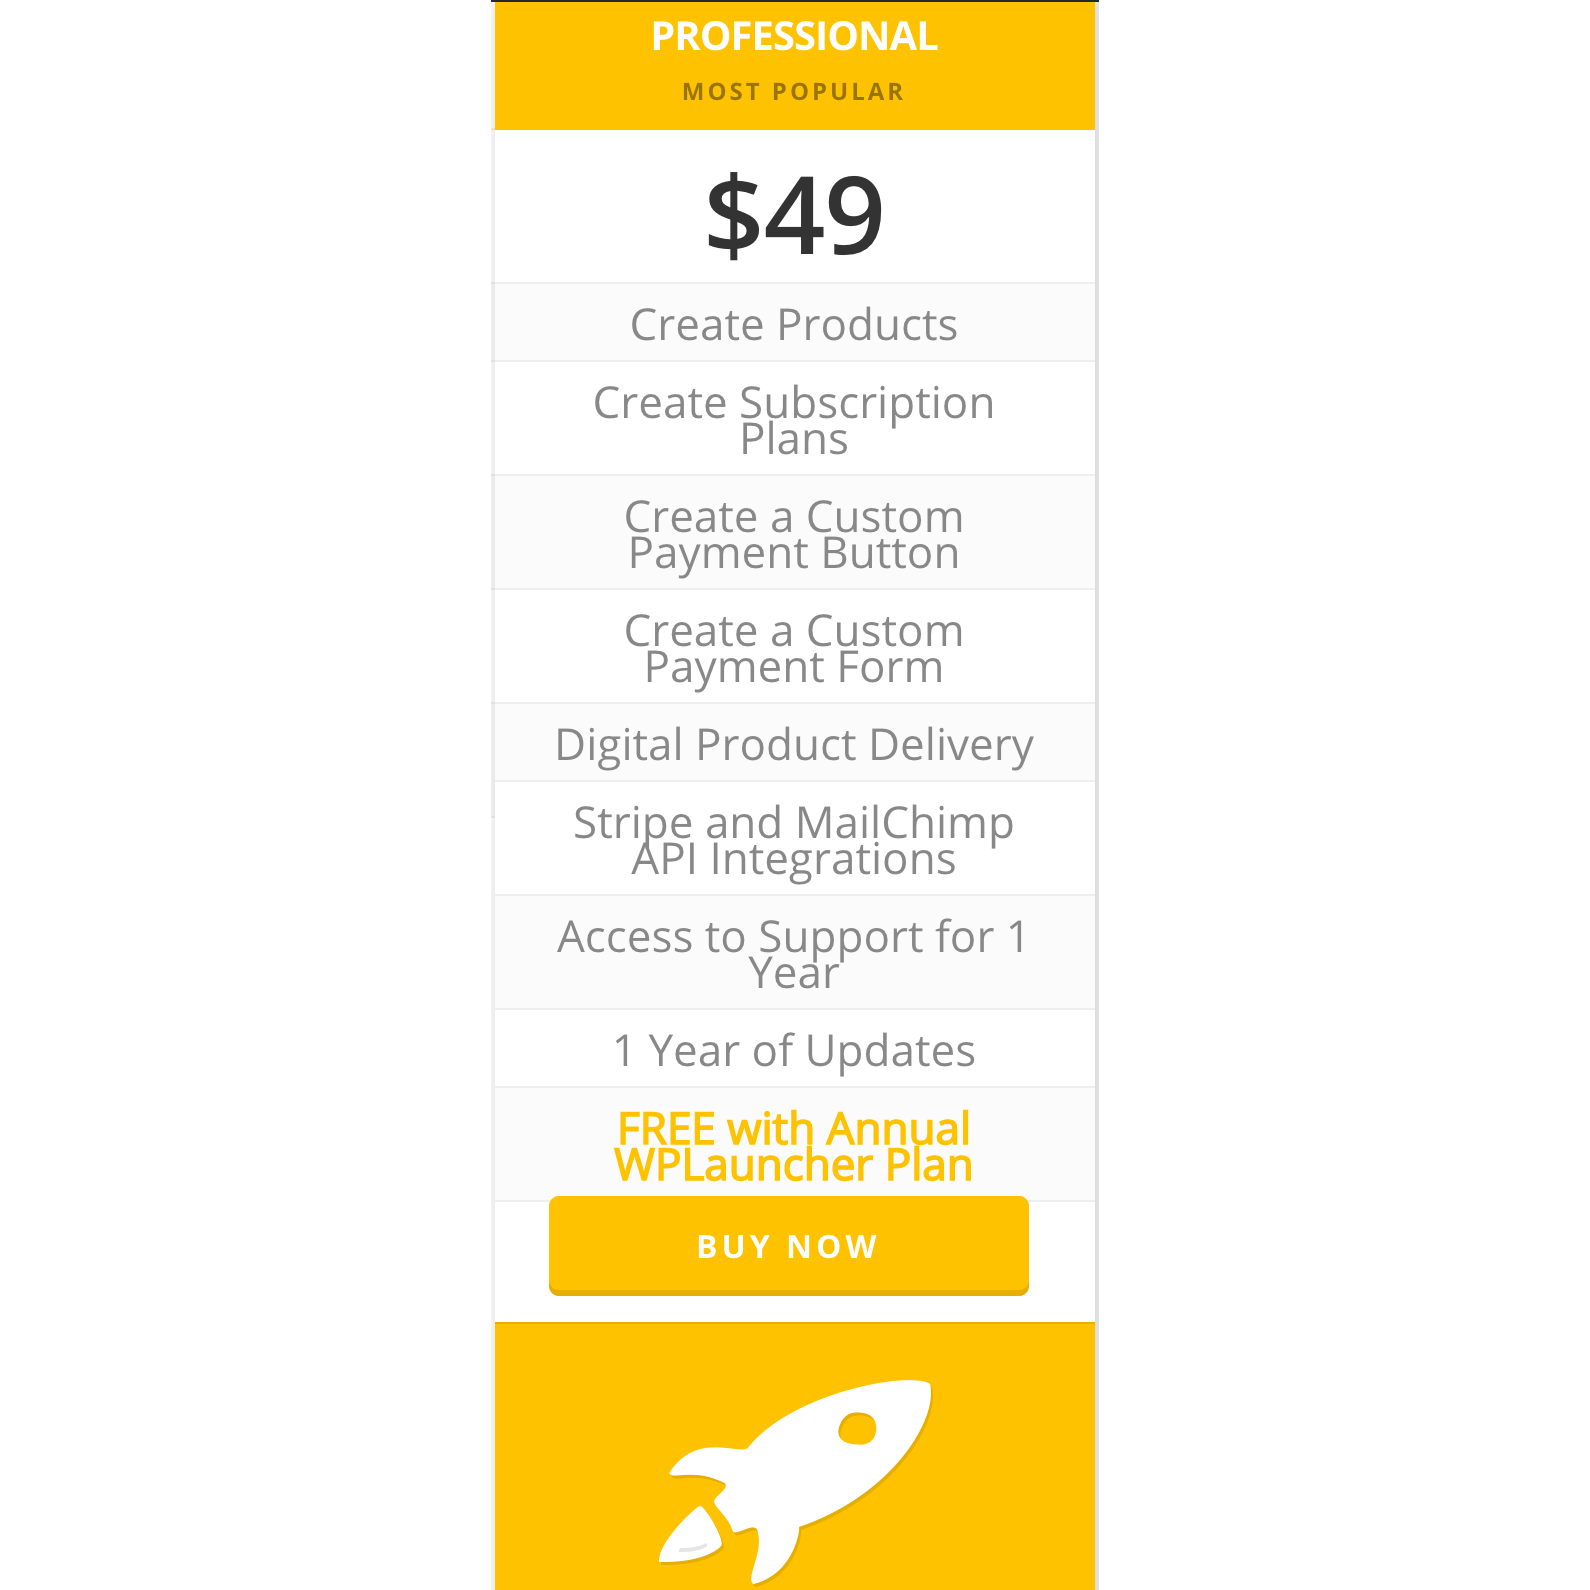 PROFESSIONAL
MOST POPULAR
$49
Create Products
Create Subscription
Plans
Create a Custom
Payment Button
Create a Custom
Payment Form
Digital Product Delivery
Stripe and MailChimp
API Integrations
Access to Support for 1
Year
1 Year of Updates
FREE with Annual
WPLauncher Plan
BUY NOW